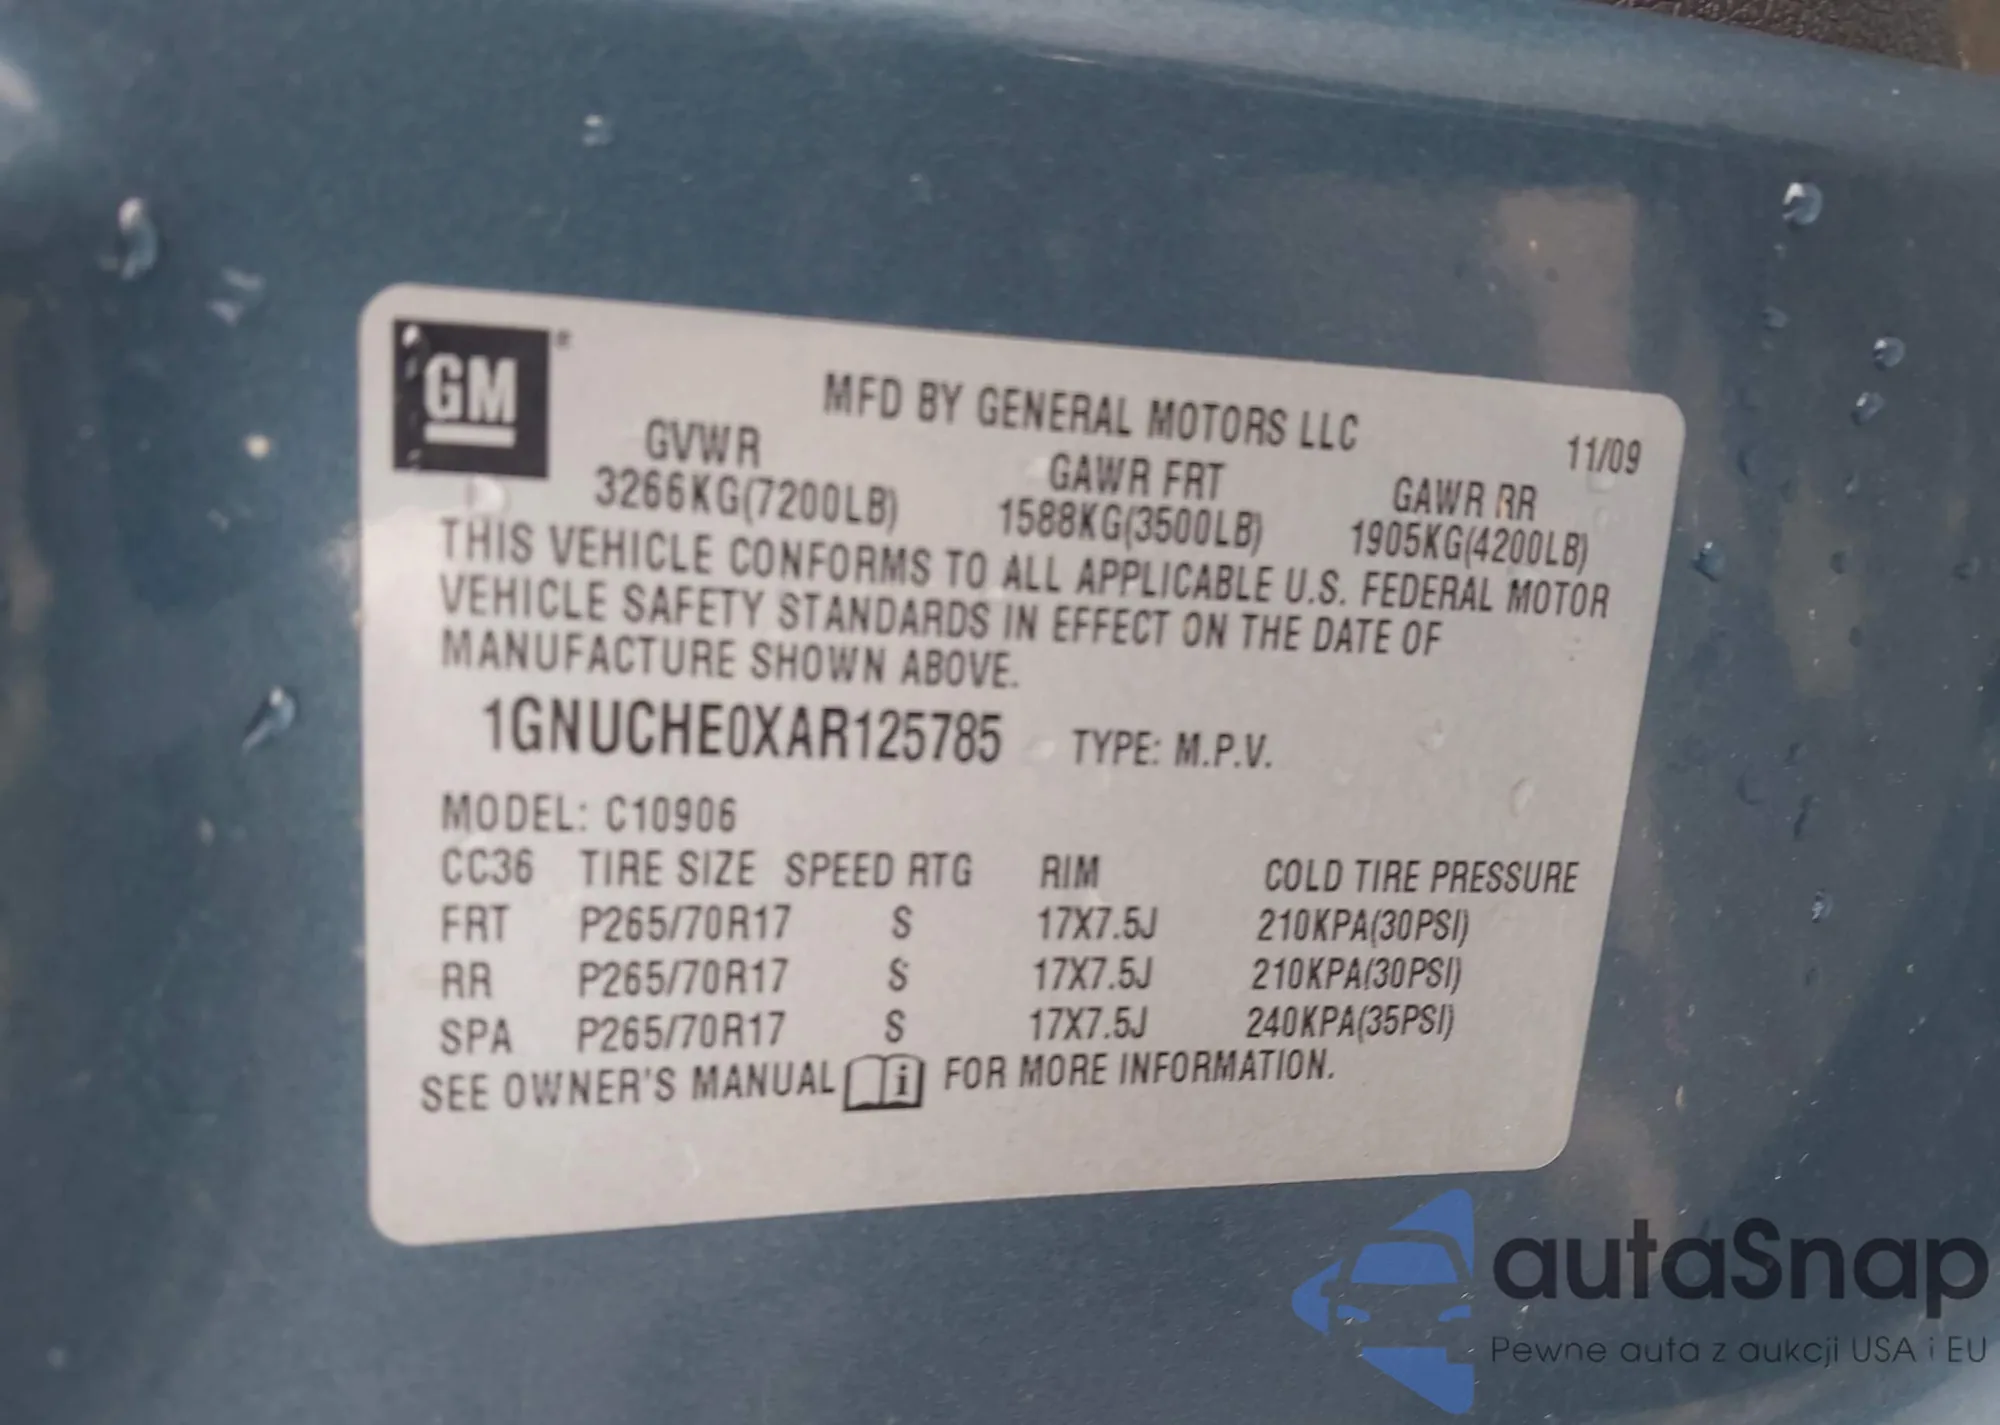 GM®
MFD BY GENERAL MOTORS LLC
11/09
GVWR GAWR FRT GAWR RR
3266KG(7200LB) 1588KG(3500LB) 1905KG(4200LB)
THIS VEHICLE CONFORMS TO ALL APPLICABLE U.S. FEDERAL MOTOR
VEHICLE SAFETY STANDARDS IN EFFECT ON THE DATE OF
MANUFACTURE SHOWN ABOVE.
1GNUCHE0XAR125785 TYPE: M.P.V.
MODEL: C10906
CC36 TIRE SIZE SPEED RTG RIM COLD TIRE PRESSURE
FRT P265/70R17 S 17X7.5J 210KPA(30PSI)
RR P265/70R17 S 17X7.5J 210KPA(30PSI)
SPA P265/70R17 S 17X7.5J 240KPA(35PSI)
SEE OWNER'S MANUAL i FOR MORE INFORMATION.
autaSnap
Pewne auta z aukcji USA i EU